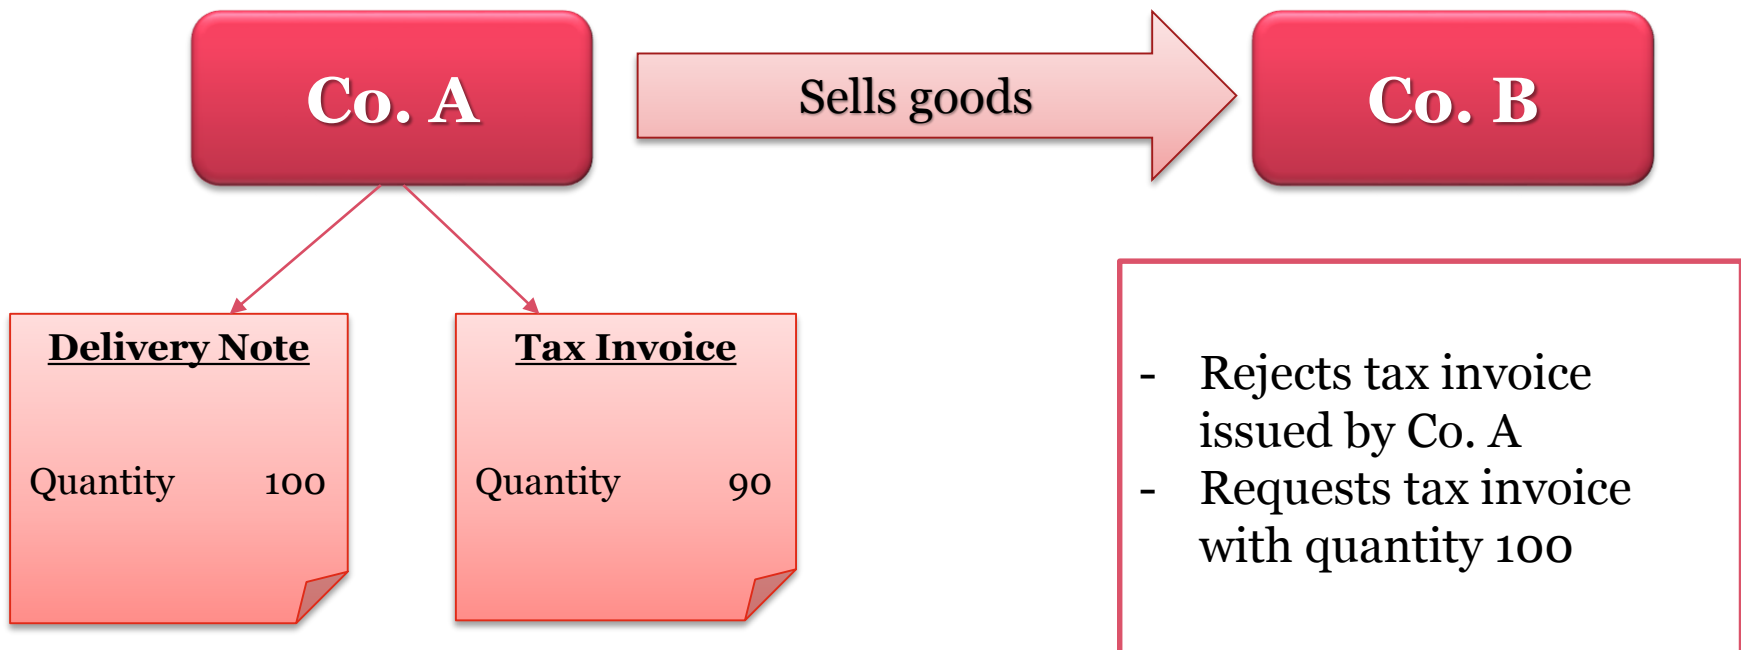 Co. A
Sells goods
Co. B
Delivery Note
Quantity 100
Tax Invoice
Quantity 90
- Rejects tax invoice
issued by Co. A
- Requests tax invoice
with quantity 100